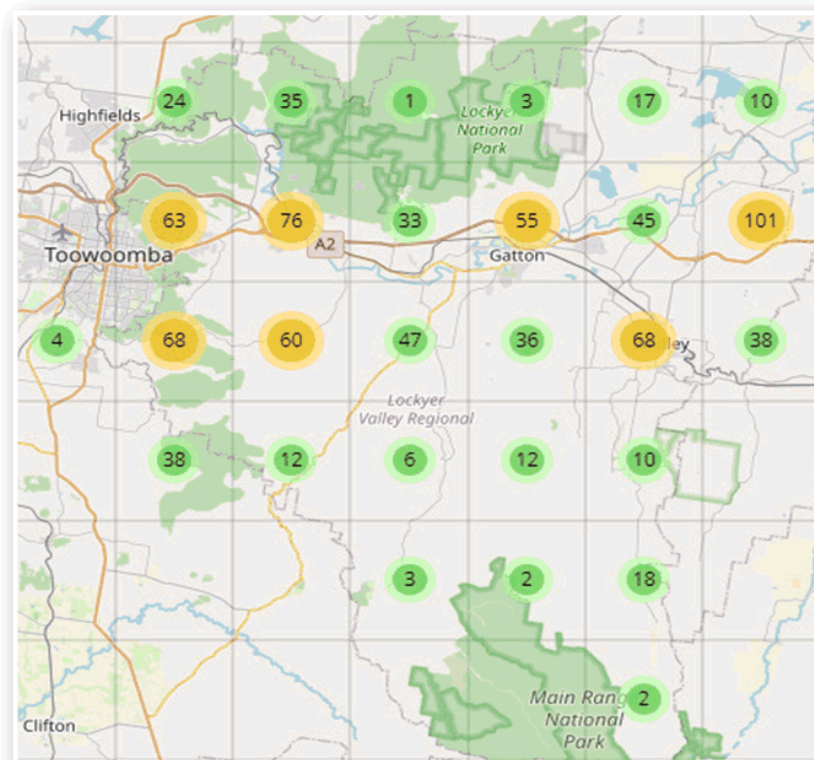 24
35
1
3
17
10
Highfields
Lockyer
National
Park
63
76
33
55
45
101
A2
Toowoomba
Gatton
4
68
60
47
36
68
ley
38
Lockyer
Valley Regional
38
12
6
12
10
3
2
18
2
Main Rang
National
Park
Clifton